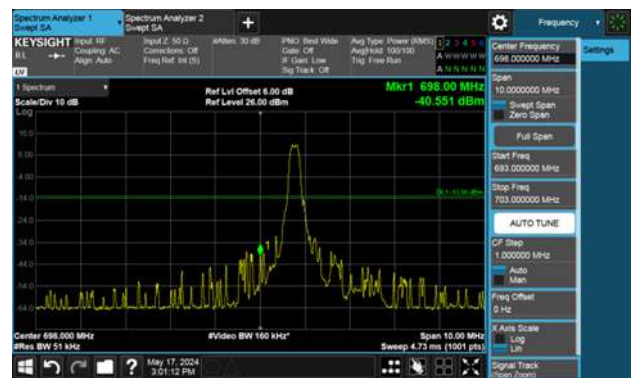 Spectrum Analyzer 1
Swept SA
Spectrum Analyzer 2
Swept SA
+
Frequency
KEYSIGHT
Input: RF
Coupling: AC
Align: Auto
Input Z: 50 Ω
Corrections: Off
Freq Ref: Int (S)
#Atten: 30 dB
PNO: Best Wide
Gate: Off
IF Gain: Low
Sig Track: Off
Avg Type: Power (RMS)
Avg|Hold: 100/100
Trig: Free Run
1 2 3 4 5 6
A W W W W W
A N N N N N
Center Frequency
698.000000 MHz
Settings
1 Spectrum
Scale/Div 10 dB
Log
Ref Lvl Offset 6.00 dB
Ref Level 26.00 dBm
Mkr1 698.00 MHz
-40.551 dBm
Span
10.0000000 MHz
Swept Span
Zero Span
Full Span
Start Freq
693.000000 MHz
Stop Freq
703.000000 MHz
AUTO TUNE
CF Step
1.000000 MHz
Auto
Man
Freq Offset
0 Hz
X Axis Scale
Log
Lin
Signal Track
(Span Zoom)
16.0
6.00
-4.00
-14.0
-24.0
-34.0
-44.0
-54.0
-64.0
Center 698.000 MHz
#Res BW 51 kHz
#Video BW 160 kHz*
Span 10.00 MHz
Sweep 4.73 ms (1001 pts)
?
May 17, 2024
3:01:12 PM